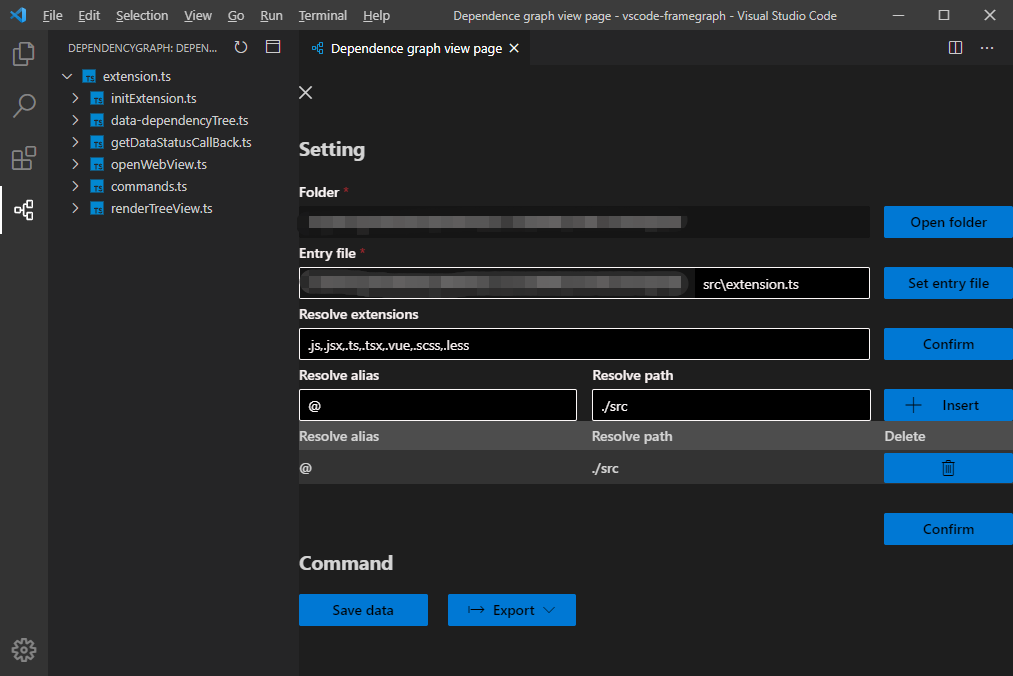 File Edit Selection View Go Run Terminal Help
Dependence graph view page - vscode-framegraph - Visual Studio Code
DEPENDENCYGRAPH: DEPEN...
extension.ts
initExtension.ts
data-dependencyTree.ts
getDataStatusCallBack.ts
openWebView.ts
commands.ts
renderTreeView.ts
Dependence graph view page
Setting
Folder *
Open folder
Entry file *
src\extension.ts
Set entry file
Resolve extensions
.js,.jsx,.ts,.tsx,.vue,.scss,.less
Confirm
Resolve alias Resolve path
@ ./src
Insert
Resolve alias Resolve path Delete
@ ./src
Confirm
Command
Save data
Export